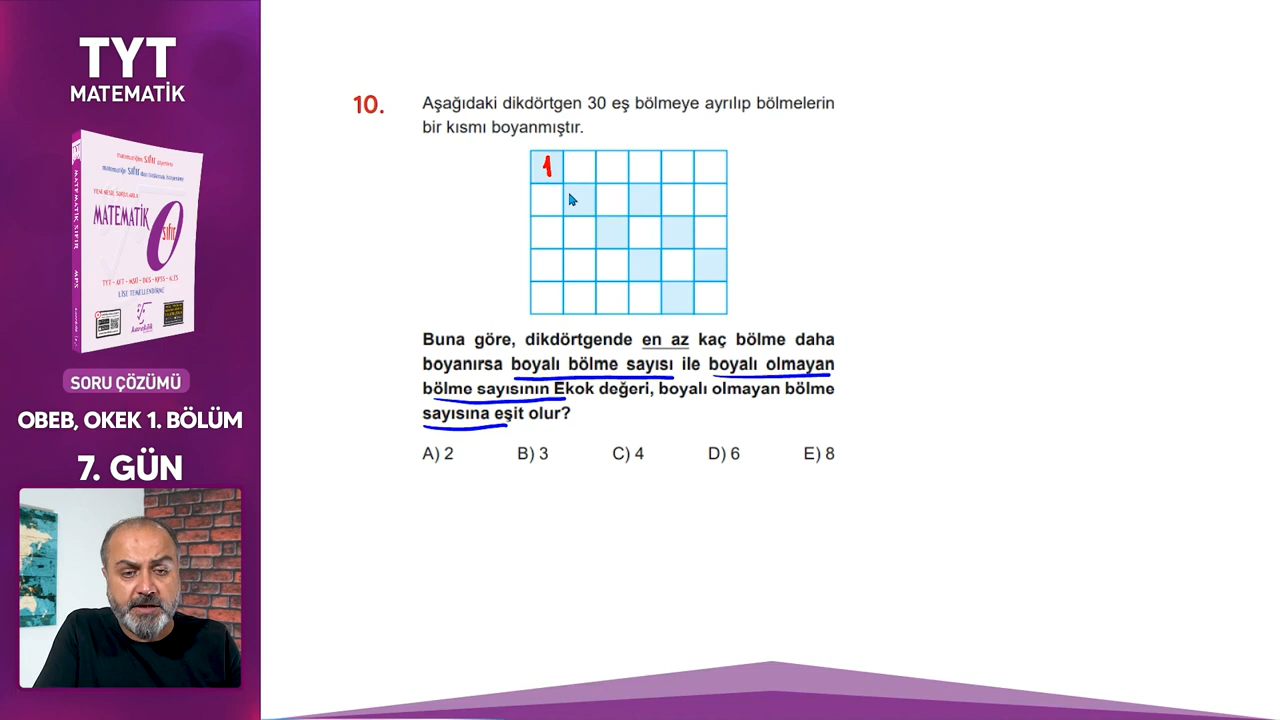 TYT
MATEMATİK
MATEMATİK
sıfır
SORU ÇÖZÜMÜ
OBEB, OKEK 1. BÖLÜM
7. GÜN
10.
Aşağıdaki dikdörtgen 30 eş bölmeye ayrılıp bölmelerin
bir kısmı boyanmıştır.
1
Buna göre, dikdörtgende en az kaç bölme daha
boyanırsa boyalı bölme sayısı ile boyalı olmayan
bölme sayısının Ekok değeri, boyalı olmayan bölme
sayısına eşit olur?
A) 2 B) 3 C) 4 D) 6 E) 8